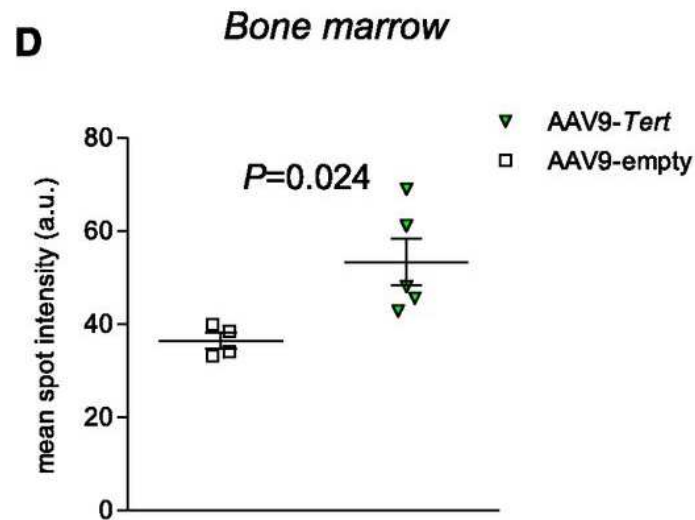 D
Bone marrow
AAV9-Tert
AAV9-empty
P=0.024
mean spot intensity (a.u.)
80
60
40
20
0